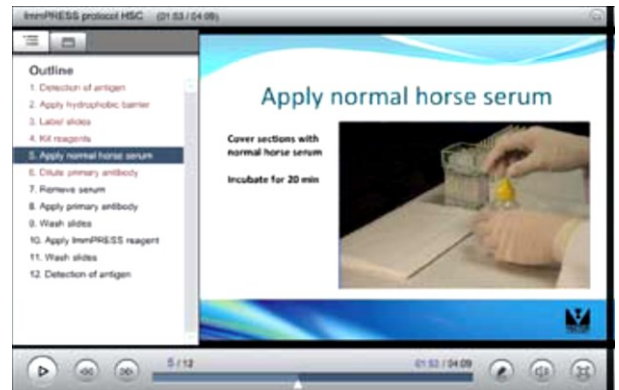 ImmPRESS protocol HSC (01:53 / 04:09)
Outline
1. Detection of antigen
2. Apply hydrophobic barrier
3. Label slides
4. Kit reagents
5. Apply normal horse serum
6. Dilute primary antibody
7. Remove serum
8. Apply primary antibody
9. Wash slides
10. Apply ImmPRESS reagent
11. Wash slides
12. Detection of antigen
Apply normal horse serum
Cover sections with
normal horse serum
Incubate for 20 min
5 / 12
01:53 / 04:09